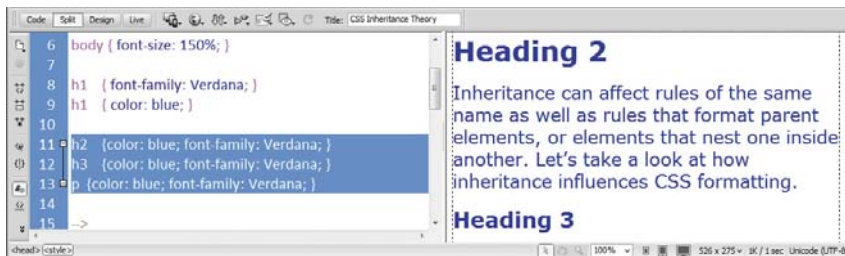 Code Split Design Live Title: CSS Inheritance Theory
6 body { font-size: 150%; }
7
8 h1 { font-family: Verdana; }
9 h1 { color: blue; }
10
11 h2 {color: blue; font-family: Verdana; }
12 h3 {color: blue; font-family: Verdana; }
13 p {color: blue; font-family: Verdana; }
14
15 -->
Heading 2
Inheritance can affect rules of the same
name as well as rules that format parent
elements, or elements that nest one inside
another. Let's take a look at how
inheritance influences CSS formatting.
Heading 3
<head> <style> 100% 526 x 275 1K / 1 sec Unicode (UTF-8